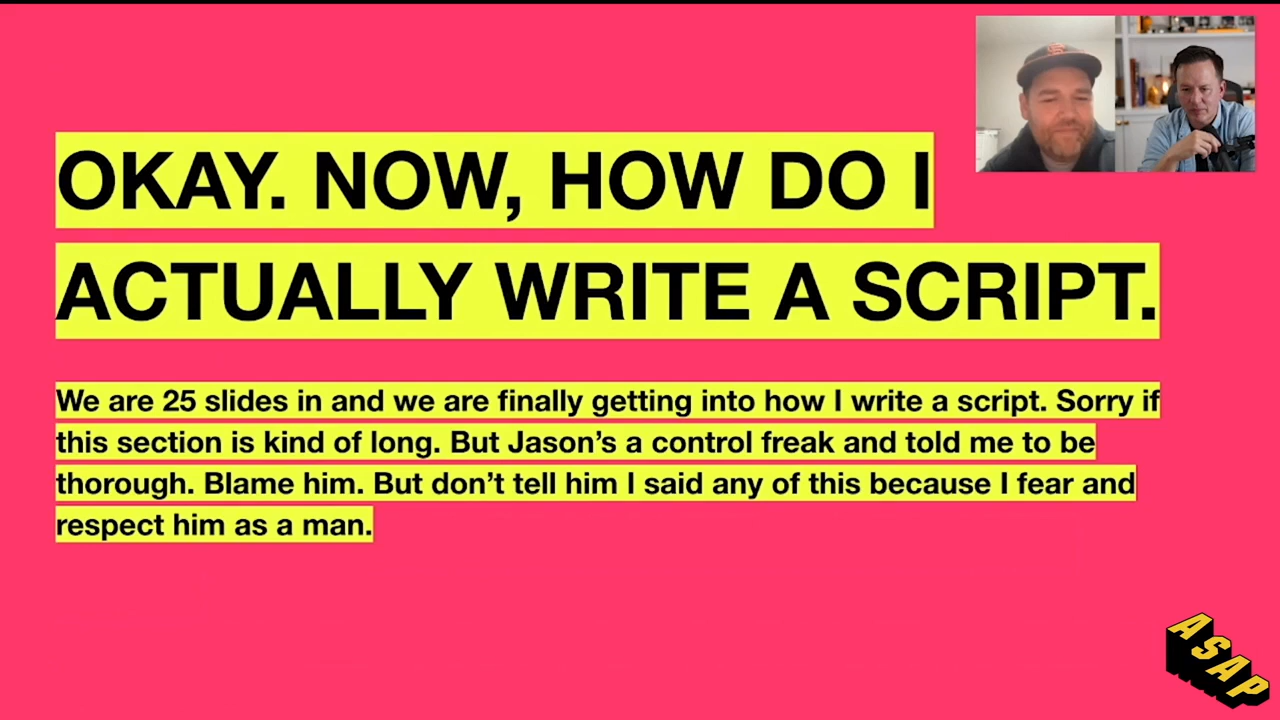 OKAY. NOW, HOW DO I
ACTUALLY WRITE A SCRIPT.
We are 25 slides in and we are finally getting into how I write a script. Sorry if
this section is kind of long. But Jason’s a control freak and told me to be
thorough. Blame him. But don’t tell him I said any of this because I fear and
respect him as a man.
ASAP